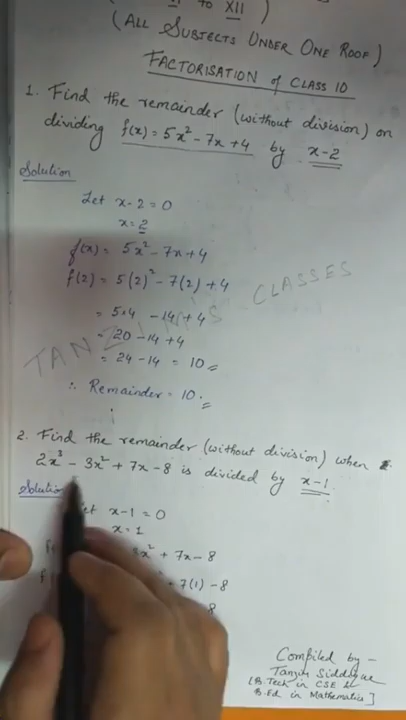 TO XII )
(ALL SUBJECTS UNDER ONE ROOF)
FACTORISATION of CLASS 10
1. Find the remainder (without division) on
dividing f(x) = 5x² - 7x + 4 by x-2
Solution
Let x-2 = 0
x = 2
f(x) = 5x² - 7x + 4
f(2) = 5(2)² - 7(2) + 4
= 5×4 - 14 + 4
= 20 - 14 + 4
= 24 - 14 = 10
∴ Remainder = 10.
CLASSES
2. Find the remainder (without division) when
2x³ - 3x² + 7x - 8 is divided by x-1.
Solution
Let x-1 = 0
x = 1
3x² + 7x - 8
7(1) - 8
8
Compiled by -
Tanzim
[B.Tech in CSE &
B.Ed in Mathematics]